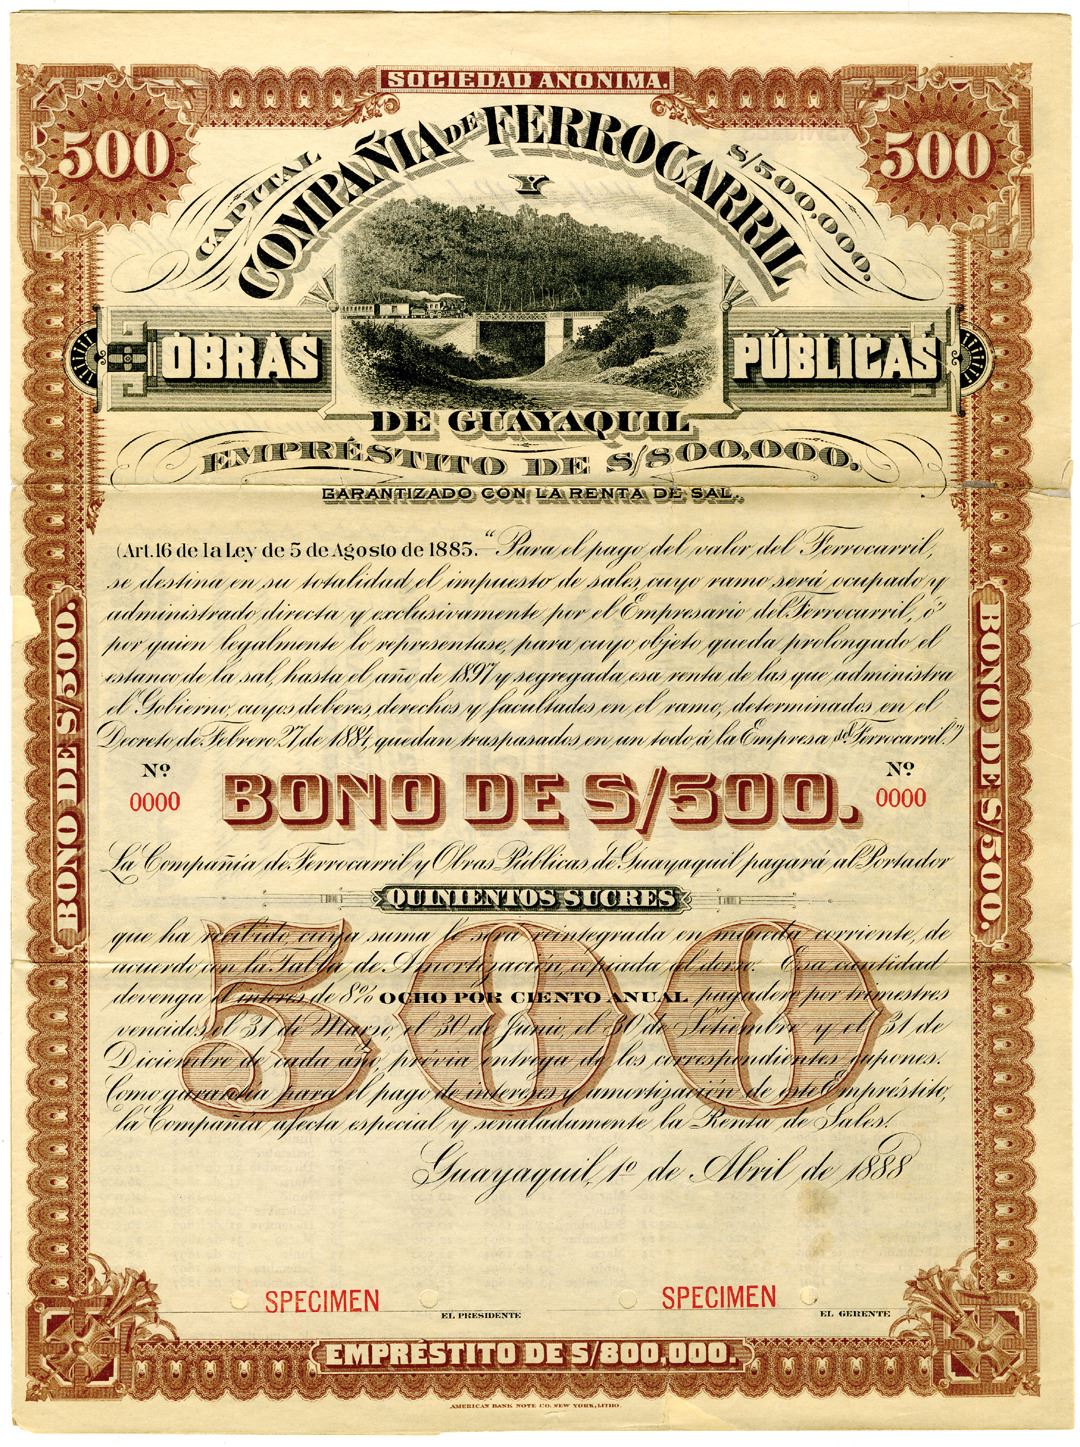 SOCIEDAD ANONIMA.
500
500
CAPITAL
S/500,000.
COMPAÑIA DE FERROCARRIL
Y
OBRAS PÚBLICAS
DE GUAYAQUIL
EMPRÉSTITO DE S/800,000.
GARANTIZADO CON LA RENTA DE SAL.
(Art. 16 de la Ley de 5 de Agosto de 1885. "Para el pago del valor del Ferrocarril,
se destina en su totalidad, el impuesto de sales, cuyo ramo será ocupado y
administrado directa y exclusivamente por el Empresario del Ferrocarril, ó
por quien legalmente lo representase, para cuyo objeto queda prolongado el
estanco de la sal, hasta el año de 1897 y segregada esa renta de las que administra
el Gobierno, cuyos deberes, derechos y facultades, en el ramo, determinados en el
Decreto de Febrero 27 de 1884, quedan traspasados en un todo á la Empresa del Ferrocarril.")
Nº
0000
BONO DE S/500.
Nº
0000
La Compañía de Ferrocarril y Obras Públicas de Guayaquil pagará al Portador
QUINIENTOS SUCRES
que ha recibido, cuya suma le será reintegrada en moneda corriente, de
acuerdo con la Tabla de Amortización, copiada al dorso. Esa cantidad
devenga el interés de 8% OCHO POR CIENTO ANUAL pagadero por trimestres
vencidos el 31 de Marzo, el 30 de Junio, el 30 de Setiembre y el 31 de
Diciembre de cada año, prévia entrega de los correspondientes cupones.
Como garantía para el pago de intereses y amortización de este Empréstito,
la Compañía afecta especial y señaladamente la Renta de Sales.
500
Guayaquil, 1º de Abril de 1888
SPECIMEN
EL PRESIDENTE
SPECIMEN
EL GERENTE
EMPRÉSTITO DE S/800,000.
BONO DE S/500.
BONO DE S/500.
AMERICAN BANK NOTE CO. NEW YORK, LITHO.